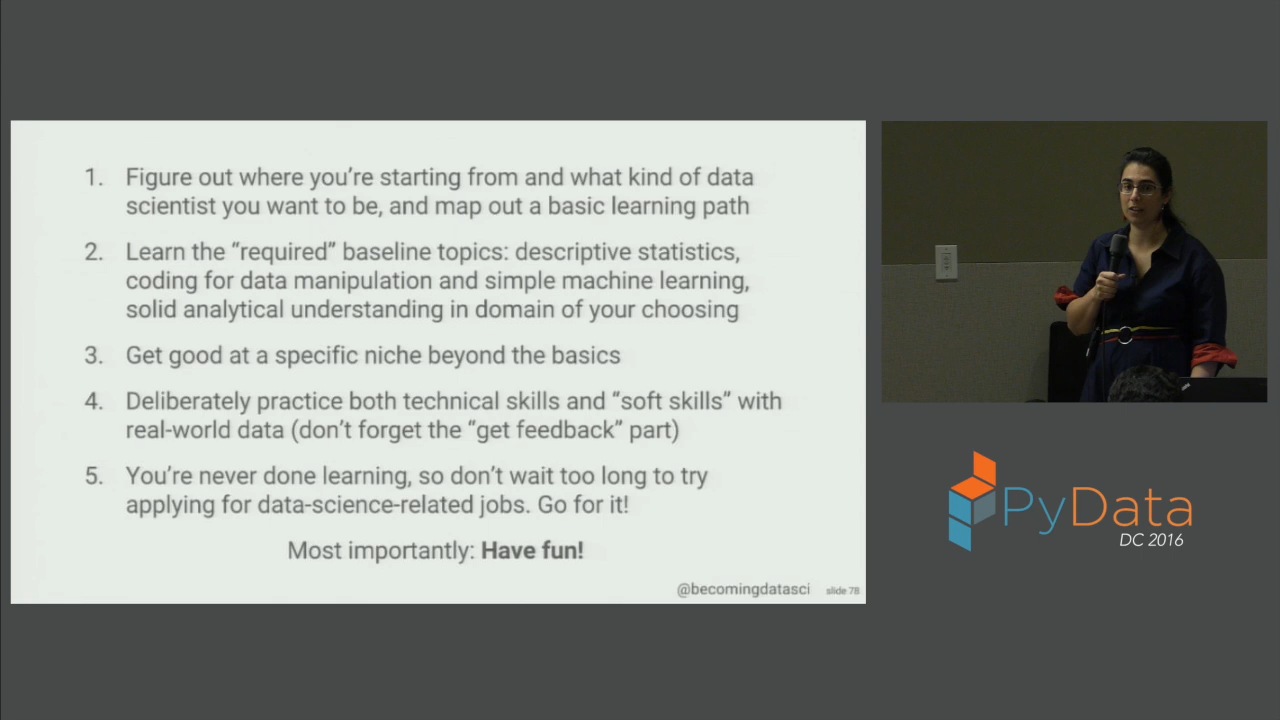 1. Figure out where you’re starting from and what kind of data
scientist you want to be, and map out a basic learning path
2. Learn the “required” baseline topics: descriptive statistics,
coding for data manipulation and simple machine learning,
solid analytical understanding in domain of your choosing
3. Get good at a specific niche beyond the basics
4. Deliberately practice both technical skills and “soft skills” with
real-world data (don’t forget the “get feedback” part)
5. You’re never done learning, so don’t wait too long to try
applying for data-science-related jobs. Go for it!
Most importantly: Have fun!
@becomingdatasci slide 78
PyData
DC 2016